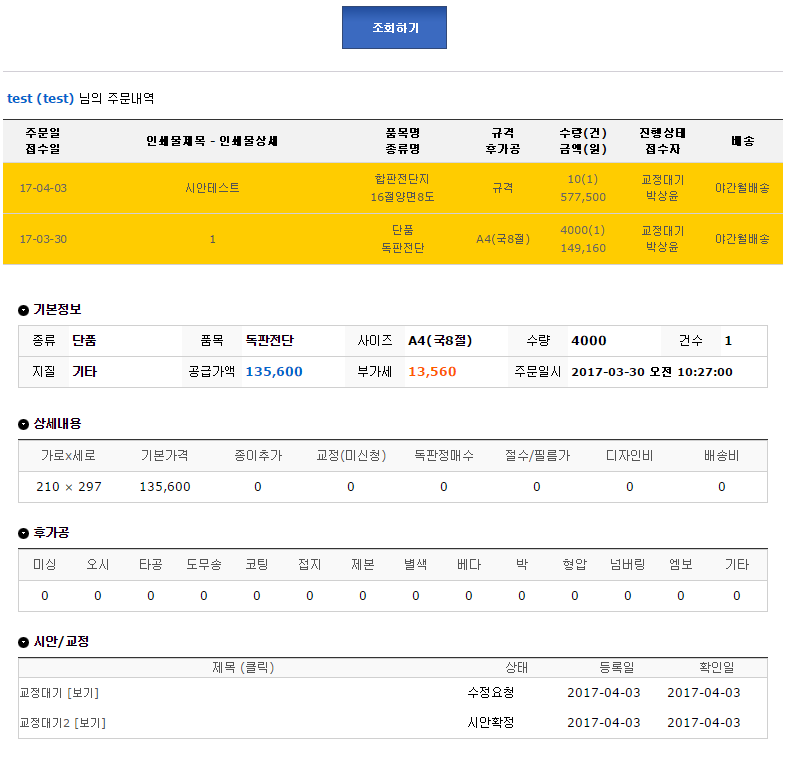 조회하기
test (test) 님의 주문내역
주문일 인쇄물제목 - 인쇄물상세 품목명 규격 수량(건) 진행상태 배송
접수일 종류명 후가공 금액(원) 접수자
17-04-03 시안테스트 합판전단지 규격 10(1) 교정대기 야간월배송
16절양면8도 577,500 박상윤
17-03-30 1 단품 A4(국8절) 4000(1) 교정대기 야간월배송
독판전단 149,160 박상윤
기본정보
종류 단품 품목 독판전단 사이즈 A4(국8절) 수량 4000 건수 1
지질 기타 공급가액 135,600 부가세 13,560 주문일시 2017-03-30 오전 10:27:00
상세내용
가로x세로 기본가격 종이추가 교정(미신청) 독판정매수 절수/필름가 디자인비 배송비
210 × 297 135,600 0 0 0 0 0 0
후가공
미싱 오시 타공 도무송 코팅 접지 제본 별색 베다 박 형압 넘버링 엠보 기타
0 0 0 0 0 0 0 0 0 0 0 0 0 0
시안/교정
제목 (클릭) 상태 등록일 확인일
교정대기 [보기] 수정요청 2017-04-03 2017-04-03
교정대기2 [보기] 시안확정 2017-04-03 2017-04-03